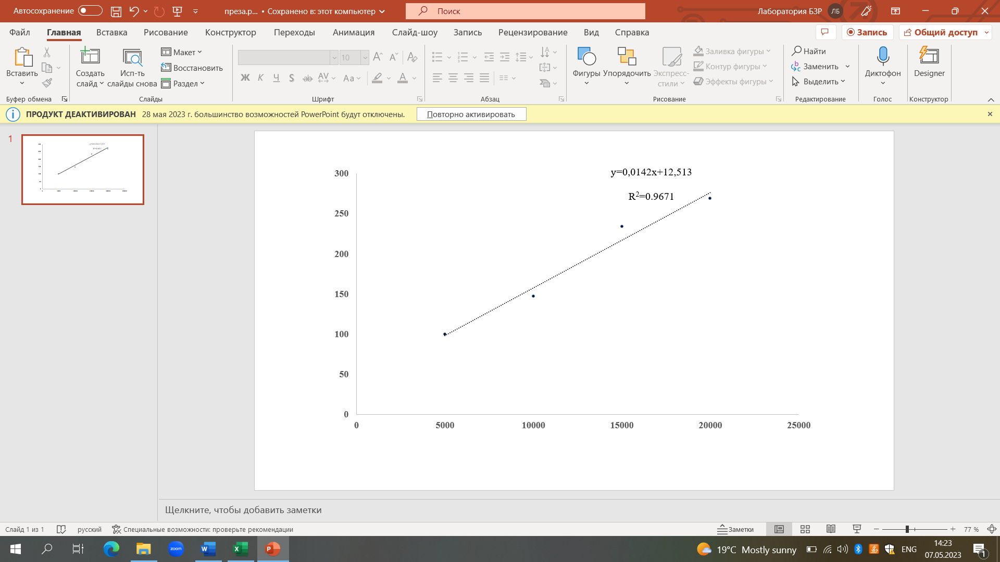 Автосохранение
преза.p... • Сохранено в: этот компьютер
Поиск
Лаборатория БЗР ЛБ
Файл Главная Вставка Рисование Конструктор Переходы Анимация Слайд-шоу Запись Рецензирование Вид Справка
Запись Общий доступ
Вставить
Буфер обмена
Создать слайд
Исп-ть слайды снова
Макет
Восстановить
Раздел
Слайды
10
Ж К Ч S ab AV Aa A
Шрифт
Абзац
Фигуры
Упорядочить
Экспресс-стили
Заливка фигуры
Контур фигуры
Эффекты фигуры
Рисование
Найти
Заменить
Выделить
Редактирование
Диктофон
Голос
Designer
Конструктор
ПРОДУКТ ДЕАКТИВИРОВАН 28 мая 2023 г. большинство возможностей PowerPoint будут отключены. Повторно активировать
1
y=0,0142x+12,513
R²=0.9671
300
250
200
150
100
50
0
0 5000 10000 15000 20000 25000
Щелкните, чтобы добавить заметки
Слайд 1 из 1 русский Специальные возможности: проверьте рекомендации Заметки 77 %
zoom W X P
19°C Mostly sunny ENG
14:23
07.05.2023
1